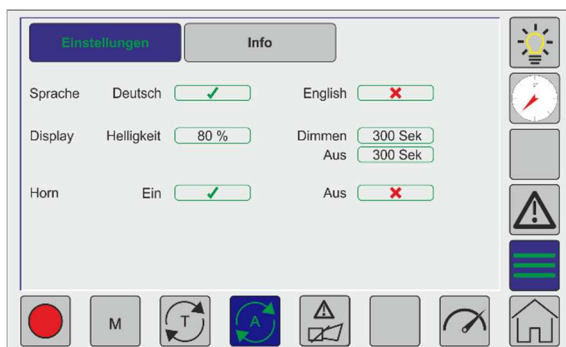 Einstellungen Info
Sprache Deutsch English
Display Helligkeit 80 % Dimmen 300 Sek
Aus 300 Sek
Horn Ein Aus
M T A